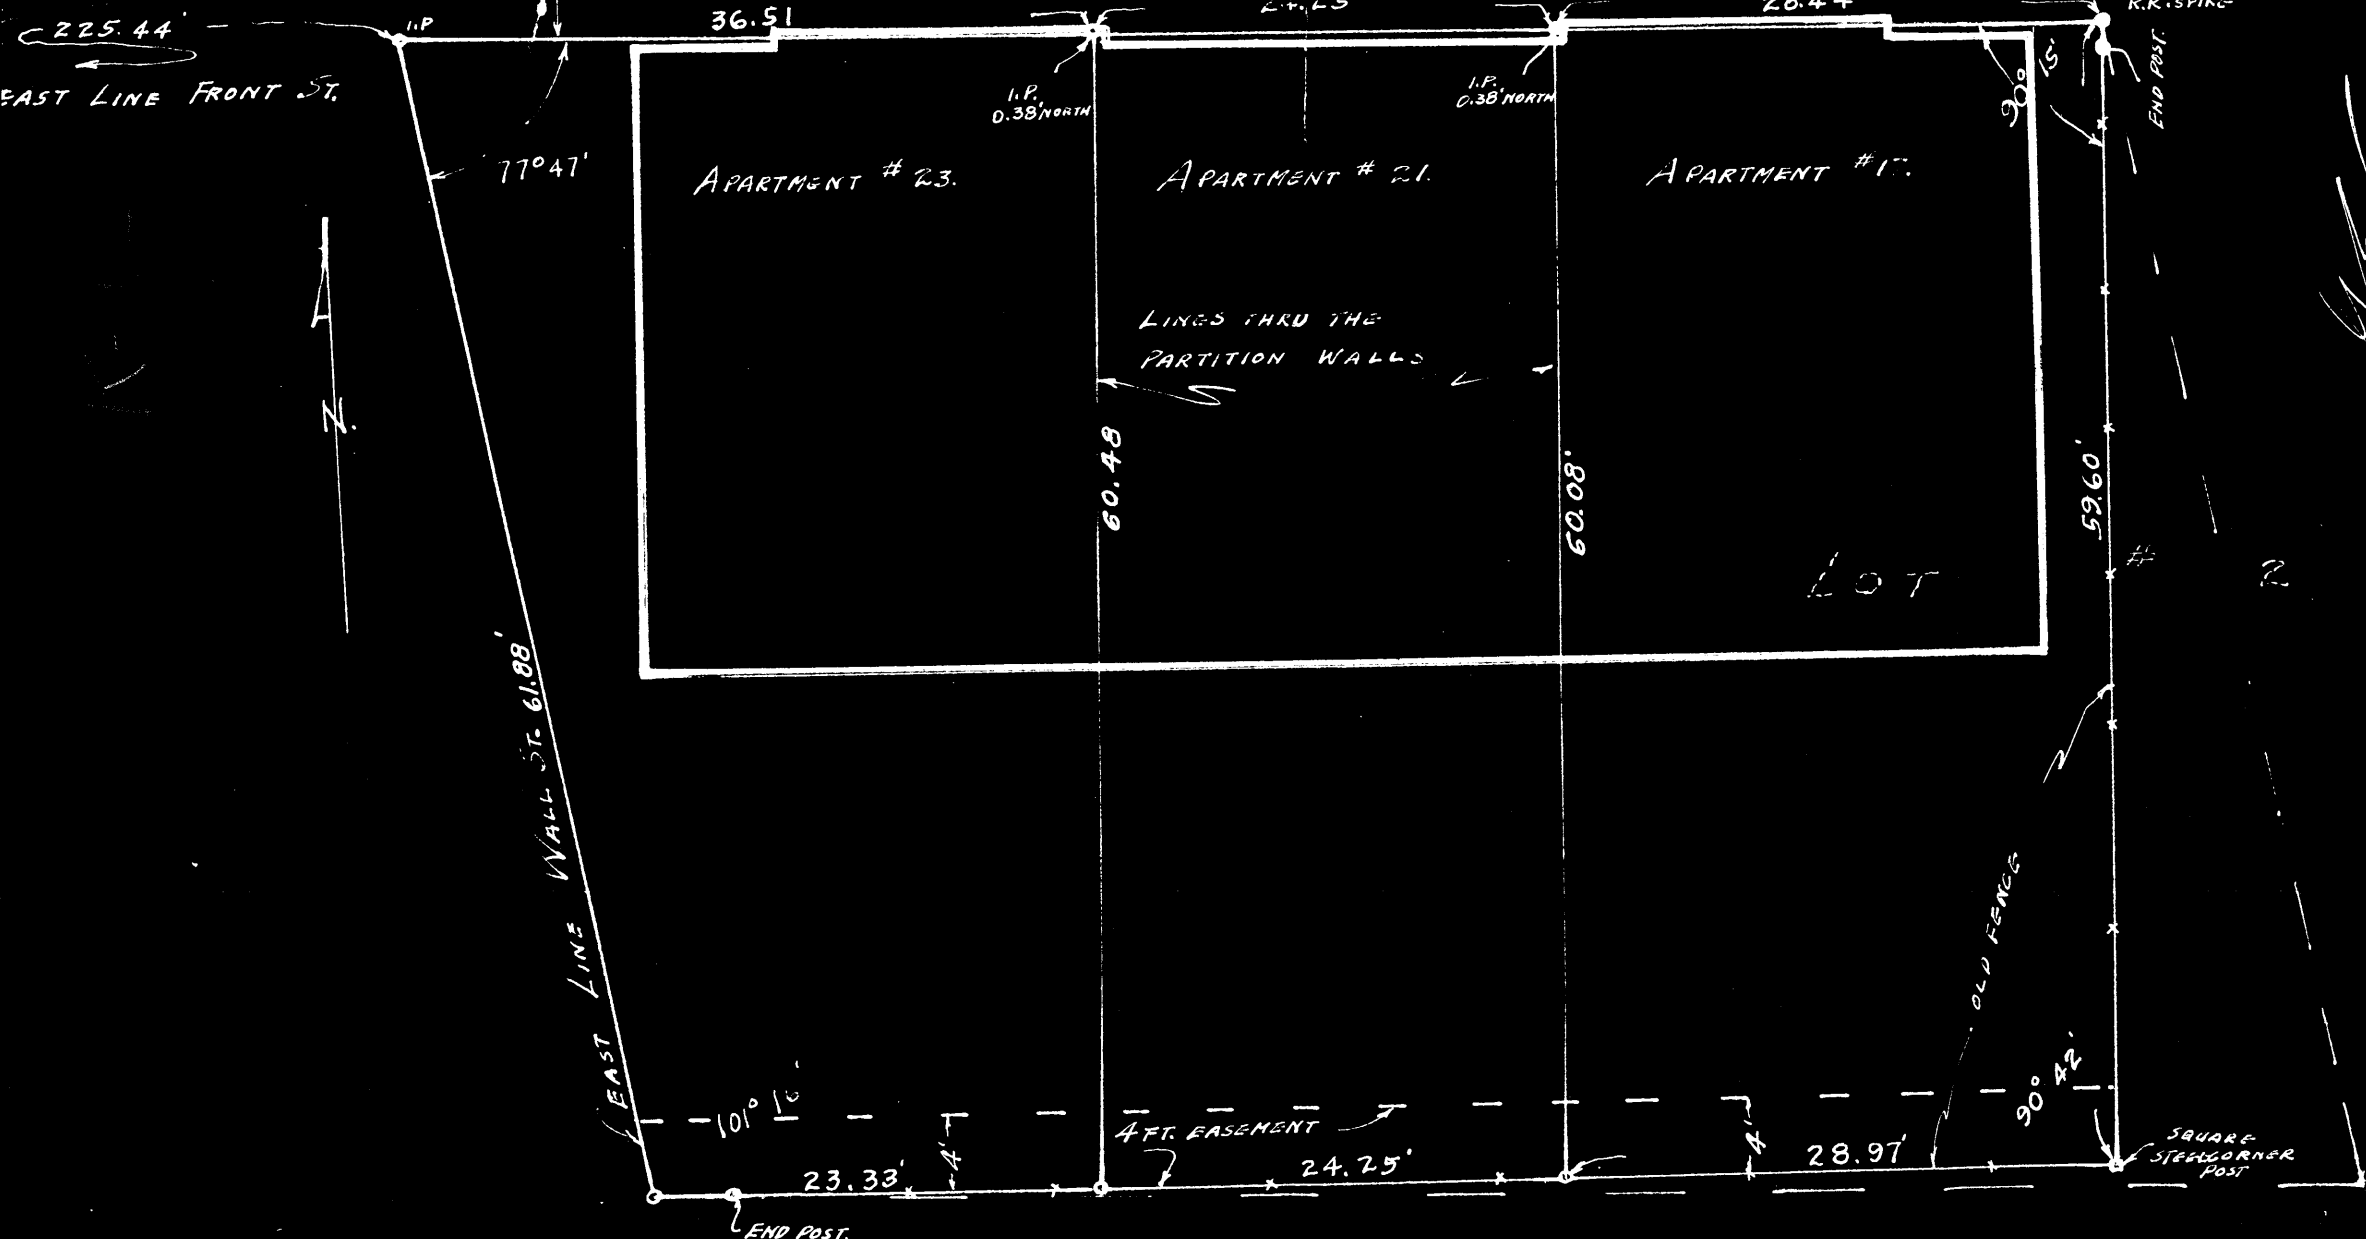 225.44'
I.P
36.51
24.25
R.R. SPIKE
EAST LINE FRONT ST.
I.P.
0.38' NORTH
I.P.
0.38' NORTH
90° 15'
END POST.
77°47'
APARTMENT # 23.
APARTMENT # 21.
APARTMENT #
N.
LINES THRU THE
PARTITION WALLS
60.48
60.08'
59.60'
LOT # 2
EAST LINE WALL ST. 61.88'
OLD FENCE
101°
90° 42'
4'
4 FT. EASEMENT
4'
23.33'
24.25'
28.97'
SQUARE
STEEL CORNER
POST
END POST.